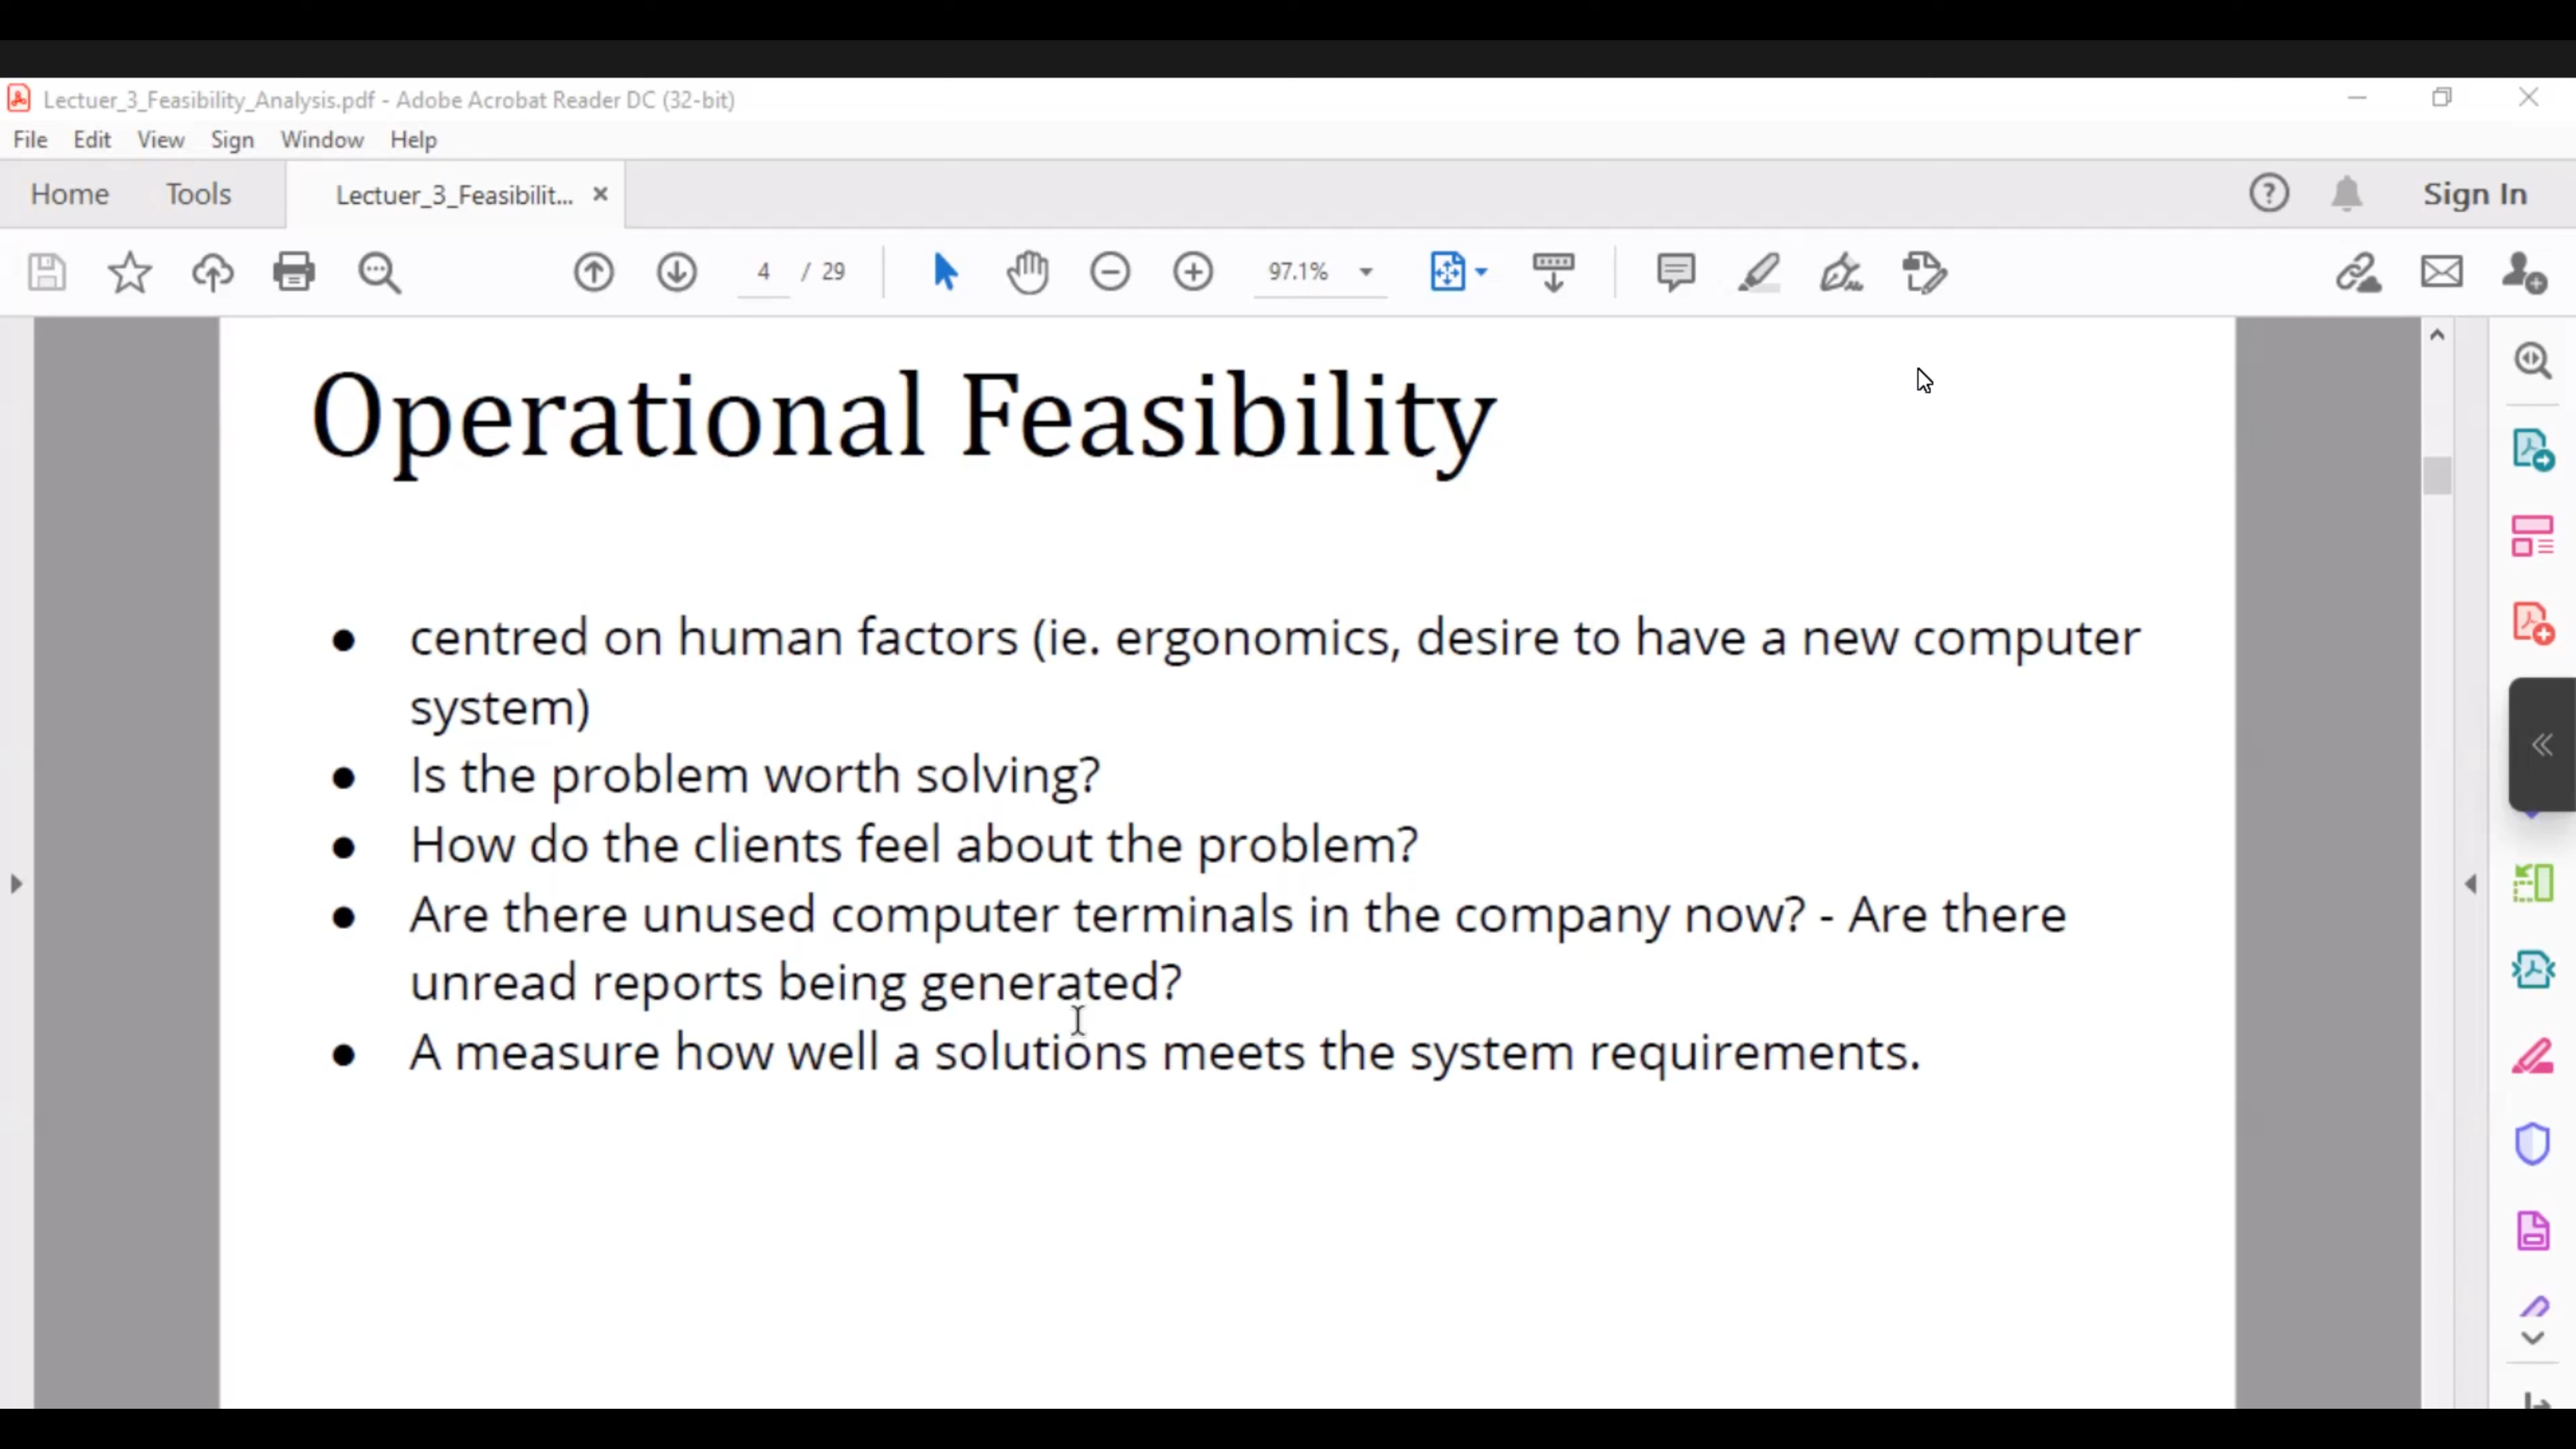 Lectuer_3_Feasibility_Analysis.pdf - Adobe Acrobat Reader DC (32-bit)
File Edit View Sign Window Help
Home Tools Lectuer_3_Feasibilit... Sign In
4 / 29 97.1%
Operational Feasibility
● centred on human factors (ie. ergonomics, desire to have a new computer
system)
● Is the problem worth solving?
● How do the clients feel about the problem?
● Are there unused computer terminals in the company now? - Are there
unread reports being generated?
● A measure how well a solutions meets the system requirements.